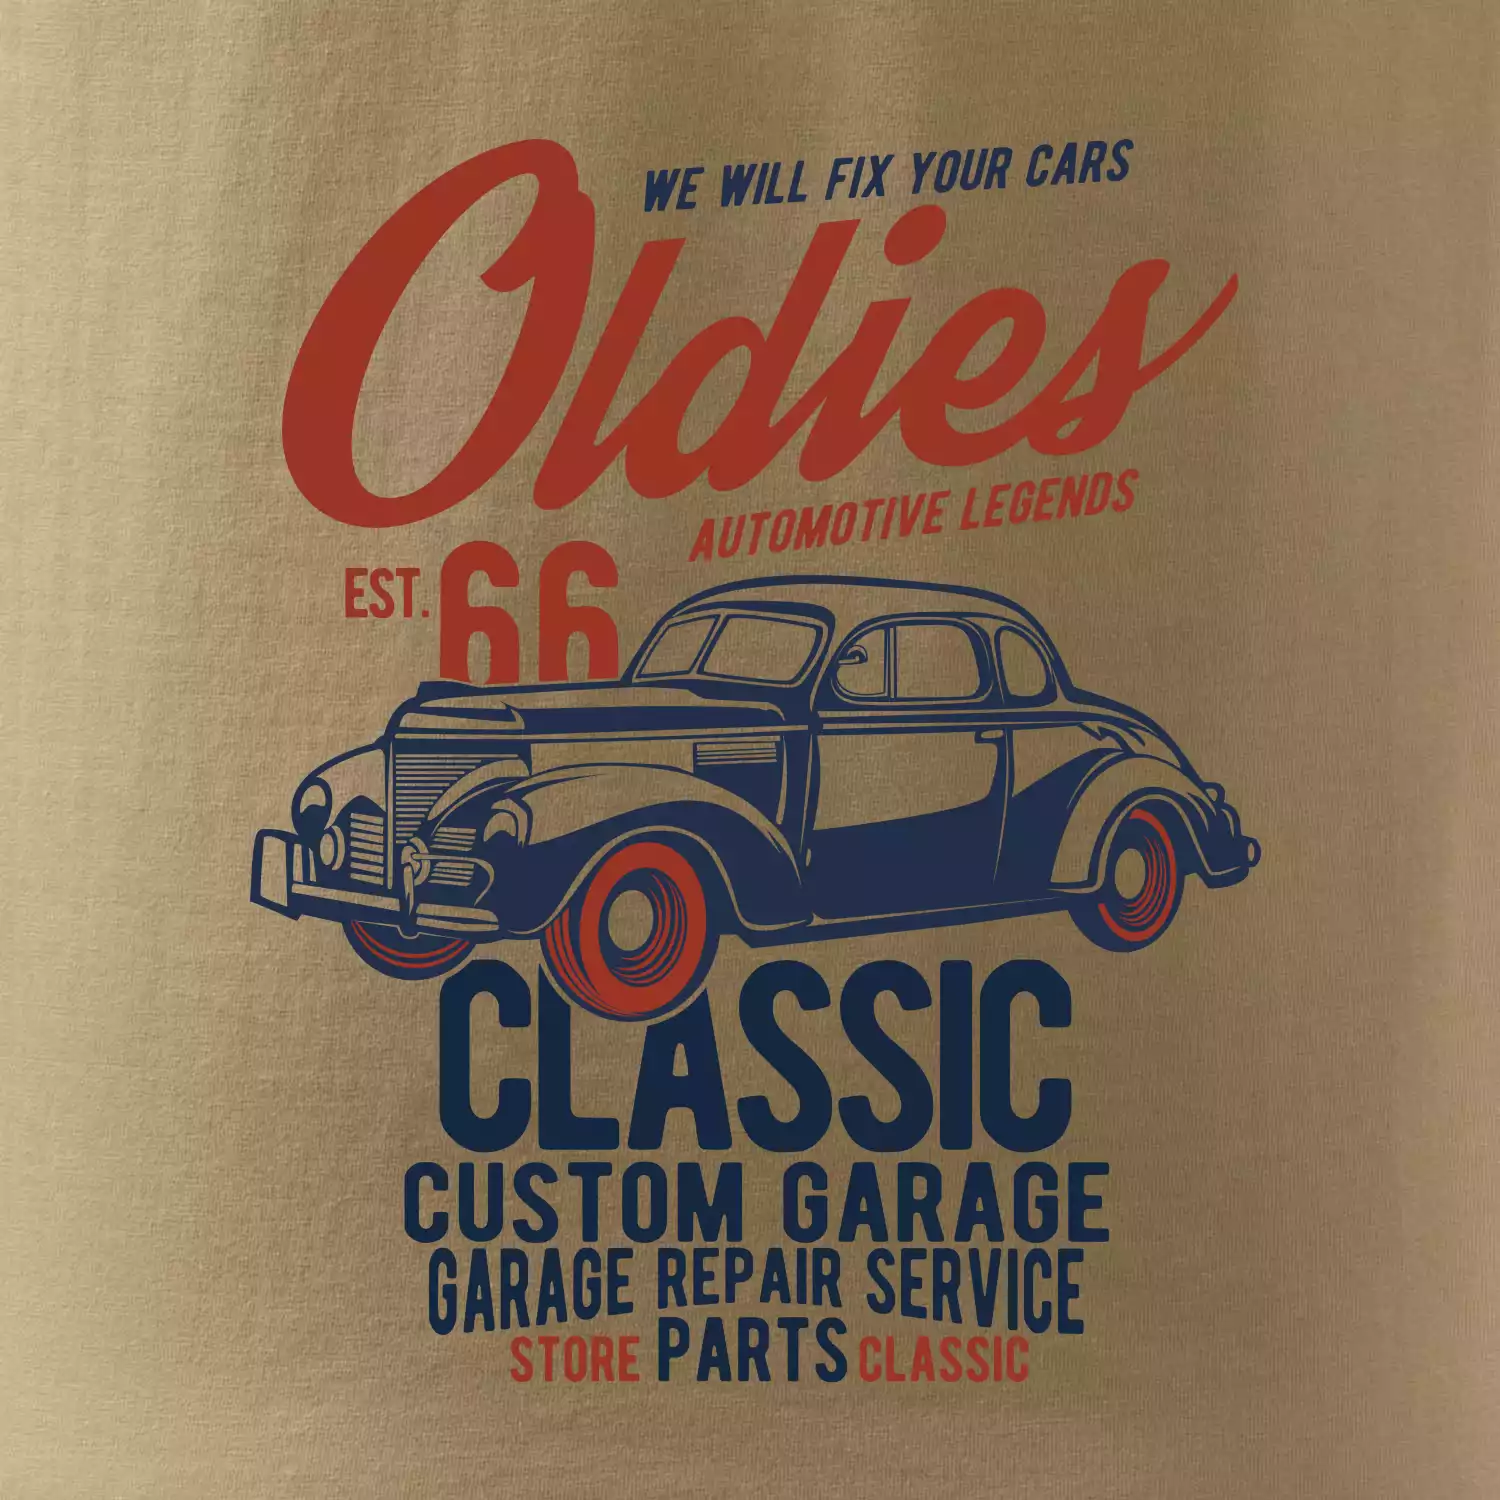 WE WILL FIX YOUR CARS
Oldies
AUTOMOTIVE LEGENDS
EST. 66
CLASSIC
CUSTOM GARAGE
GARAGE REPAIR SERVICE
STORE PARTS CLASSIC